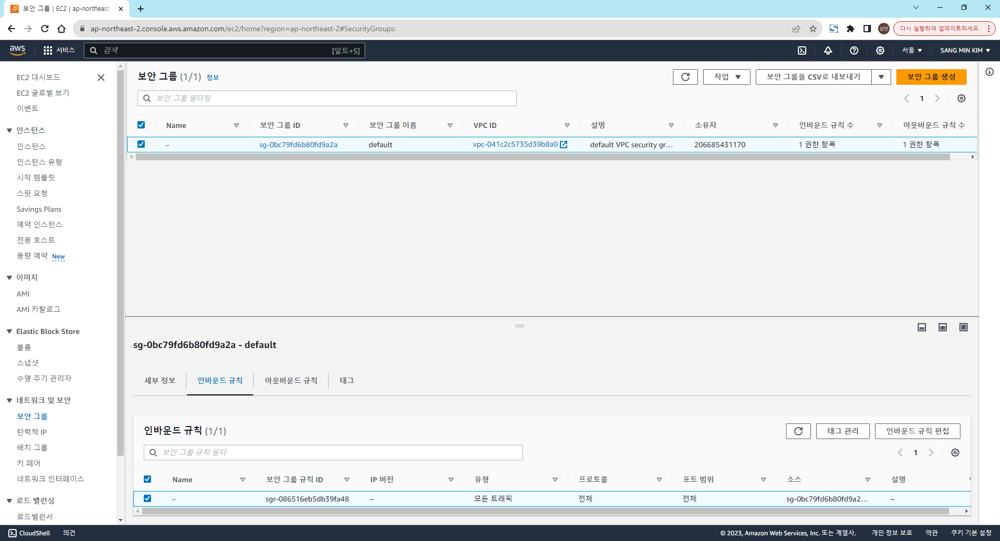 보안 그룹 | EC2 | ap-northeast-
ap-northeast-2.console.aws.amazon.com/ec2/home?region=ap-northeast-2#SecurityGroups:
상민
다시 실행하여 업데이트하세요.
aws
서비스
검색
[알트+S]
서울
SANG MIN KIM
EC2 대시보드
EC2 글로벌 보기
이벤트
인스턴스
인스턴스
인스턴스 유형
시작 템플릿
스팟 요청
Savings Plans
예약 인스턴스
전용 호스트
용량 예약 New
이미지
AMI
AMI 카탈로그
Elastic Block Store
볼륨
스냅샷
수명 주기 관리자
네트워크 및 보안
보안 그룹
탄력적 IP
배치 그룹
키 페어
네트워크 인터페이스
로드 밸런싱
로드밸런서
보안 그룹 (1/1) 정보
작업
보안 그룹을 CSV로 내보내기
보안 그룹 생성
보안 그룹 필터링
1
Name 보안 그룹 ID 보안 그룹 이름 VPC ID 설명 소유자 인바운드 규칙 수 아웃바운드 규칙 수
– sg-0bc79fd6b80fd9a2a default vpc-041c2c5735d39b8a0 default VPC security gr... 206685431170 1 권한 항목 1 권한 항목
sg-0bc79fd6b80fd9a2a - default
세부 정보 인바운드 규칙 아웃바운드 규칙 태그
인바운드 규칙 (1/1)
태그 관리
인바운드 규칙 편집
보안 그룹 규칙 필터
1
Name 보안 그룹 규칙 ID IP 버전 유형 프로토콜 포트 범위 소스 설명
– sgr-086516eb5db39fa48 – 모든 트래픽 전체 전체 sg-0bc79fd6b80fd9a2... –
CloudShell 의견
© 2023, Amazon Web Services, Inc. 또는 계열사. 개인 정보 보호 약관 쿠키 기본 설정